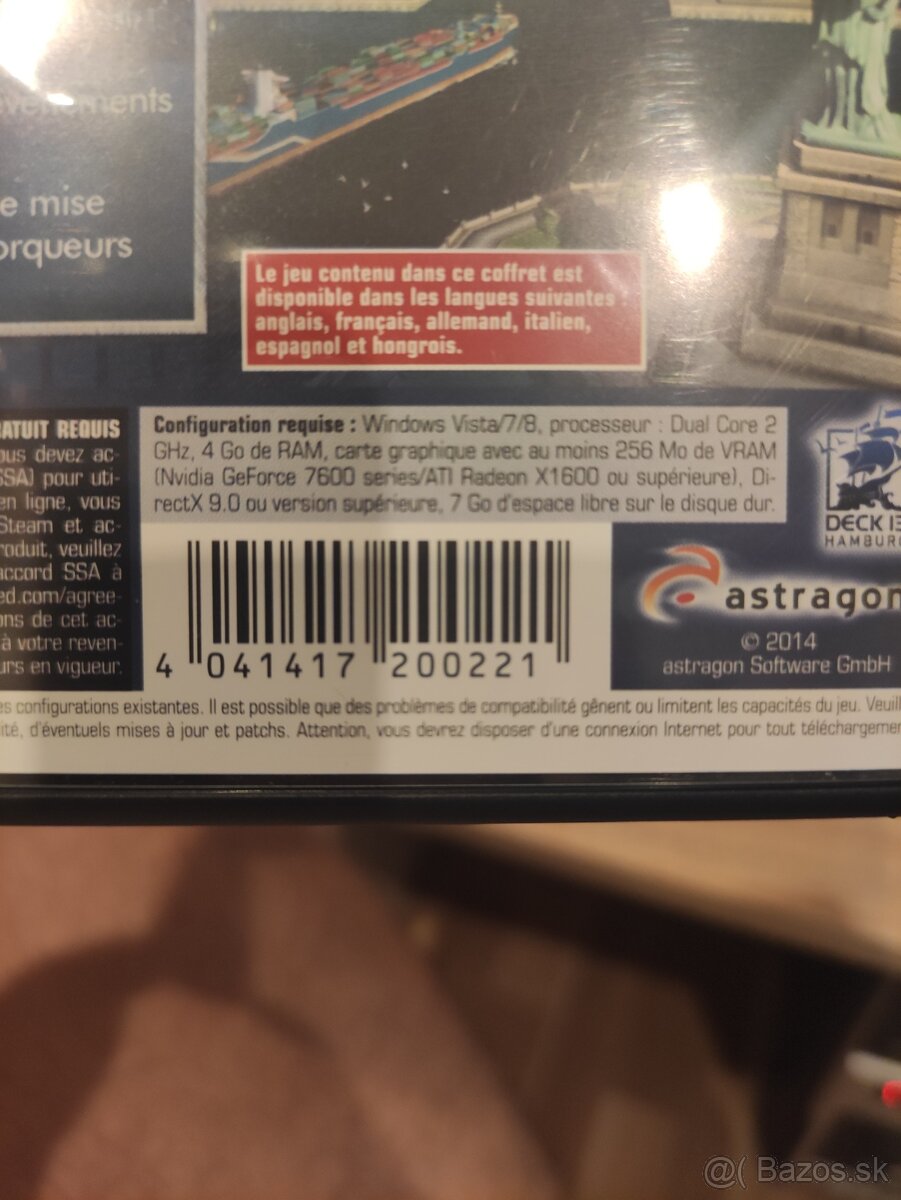 e mise
orqueurs
Le jeu contenu dans ce coffret est
disponible dans les langues suivantes :
anglais, français, allemand, italien,
espagnol et hongrois.
ATUIT REQUIS
ous devez ac-
SSA) pour uti-
en ligne, vous
Steam et ac-
roduit, veuillez
accord SSA à
ed.com/agree-
ons de cet ac-
à votre reven-
urs en vigueur.
Configuration requise : Windows Vista/7/8, processeur : Dual Core 2
GHz, 4 Go de RAM, carte graphique avec au moins 256 Mo de VRAM
(Nvidia GeForce 7600 series/ATI Radeon X1600 ou supérieure), Di-
rectX 9.0 ou version supérieure, 7 Go d'espace libre sur le disque dur.
4 041417 200221
DECK 13
HAMBURG
astragon
© 2014
astragon Software GmbH
es configurations existantes. Il est possible que des problèmes de compatibilité gênent ou limitent les capacités du jeu. Veuill
ité, d'éventuels mises à jour et patchs. Attention, vous devrez disposer d'une connexion Internet pour tout téléchargemen
@( Bazos.sk